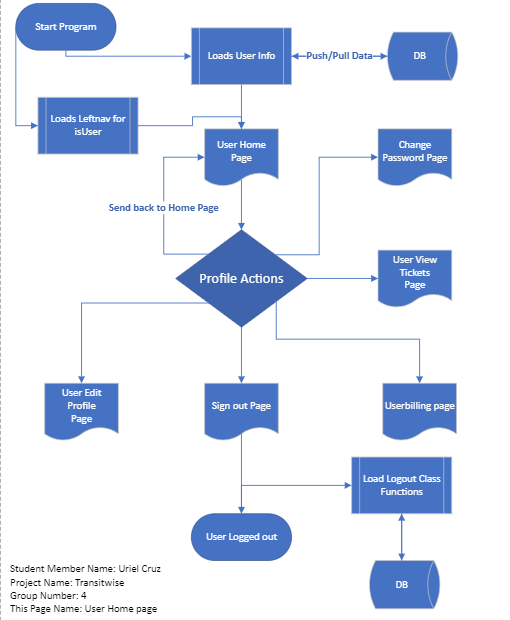 Start Program
Loads User Info
Push/Pull Data
DB
Loads Leftnav for
isUser
User Home
Page
Change
Password Page
Send back to Home Page
Profile Actions
User View
Tickets
Page
User Edit
Profile
Page
Sign out Page
Userbilling page
Load Logout Class
Functions
User Logged out
DB
Student Member Name: Uriel Cruz
Project Name: Transitwise
Group Number: 4
This Page Name: User Home page